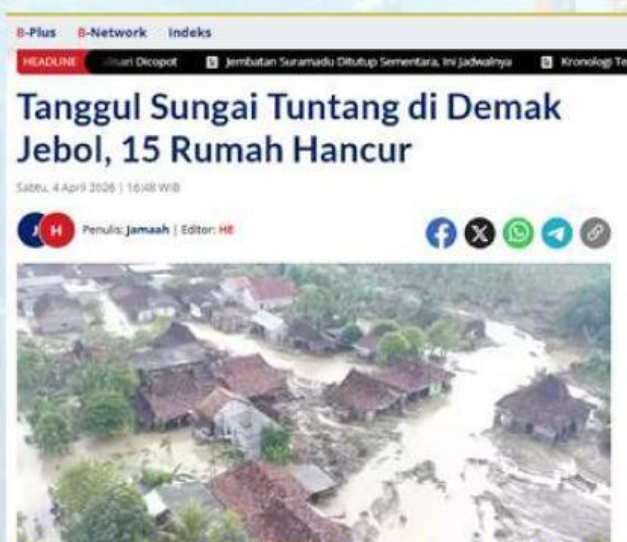 B-Plus B-Network Indeks
HEADLINE Dicopot Jembatan Suramadu Ditutup Sementara, Ini Jadwalnya Kronologi
Tanggul Sungai Tuntang di Demak
Jebol, 15 Rumah Hancur
Sabtu, 4 April 2026 | 16:48 WIB
J H Penulis: Jamaah | Editor: HE